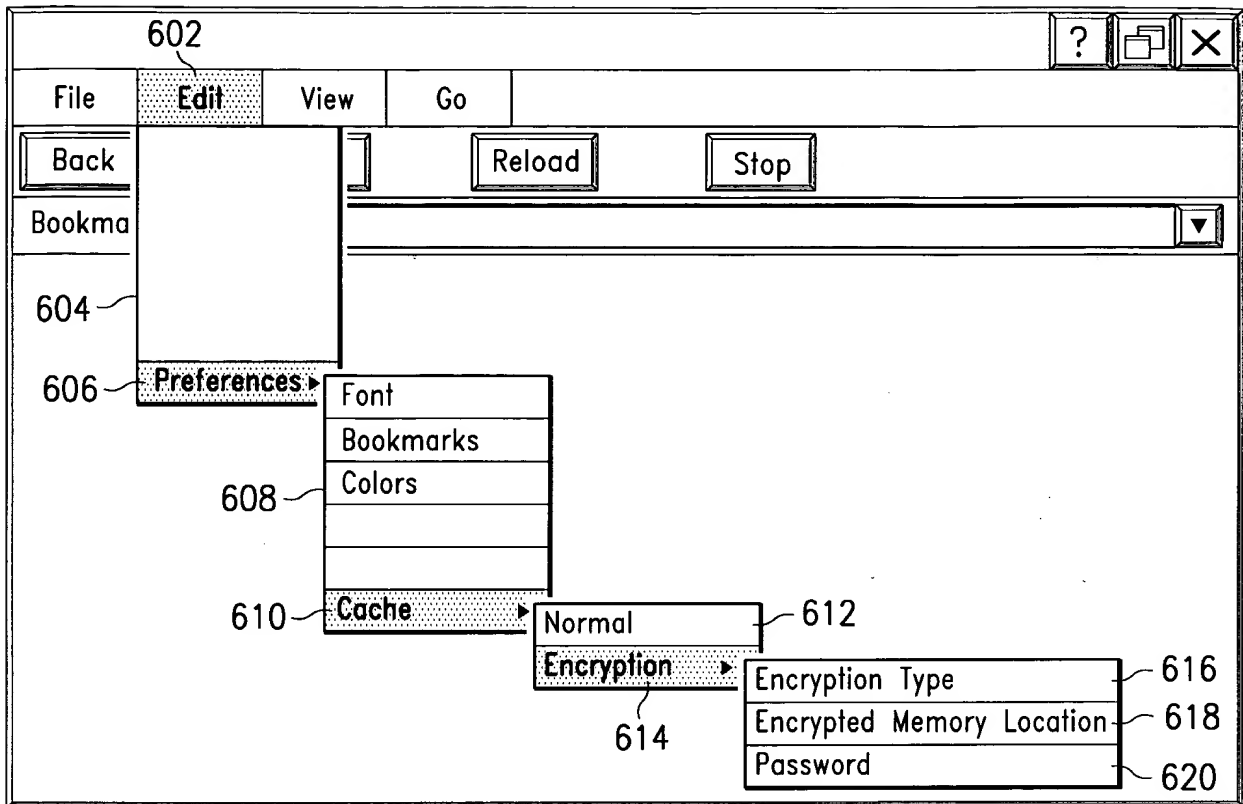 602
?
File Edit View Go
Back Reload Stop
Bookma
604
606 Preferences
Font
Bookmarks
608 Colors
610 Cache
Normal 612
Encryption
614
Encryption Type 616
Encrypted Memory Location 618
Password 620